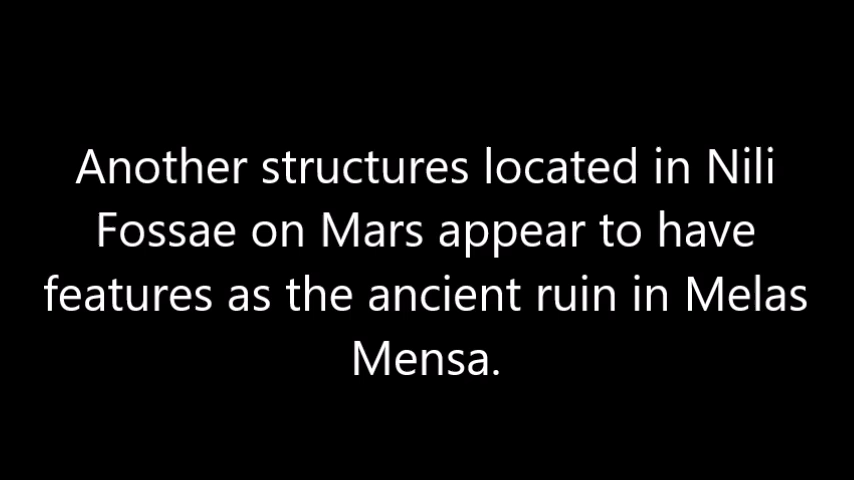 Another structures located in Nili
Fossae on Mars appear to have
features as the ancient ruin in Melas
Mensa.